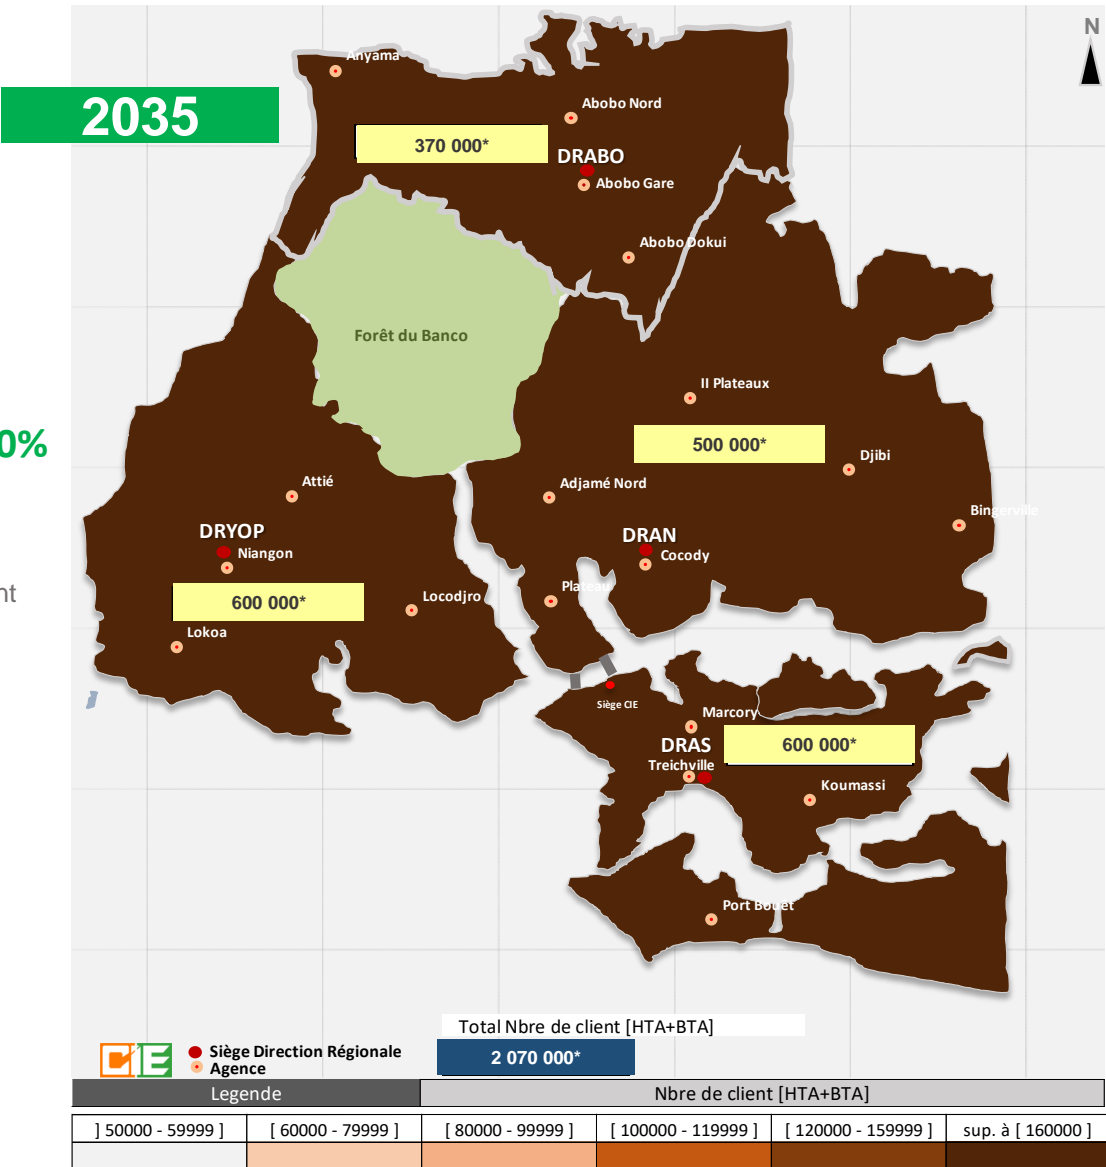 N
Anyama
2035
Abobo Nord
370 000*
DRABO
Abobo Gare
Abobo Dokui
Forêt du Banco
II Plateaux
0%
500 000*
Djibi
Attié
Adjamé Nord
Bingerville
DRYOP
DRAN
Niangon
Cocody
nt
Plateau
600 000*
Locodjro
Lokoa
Siège CIE
Marcory
DRAS
600 000*
Treichville
Koumassi
Port Bouet
Total Nbre de client [HTA+BTA]
CIE
Siège Direction Régionale
2 070 000*
Agence
Legende
Nbre de client [HTA+BTA]
] 50000 - 59999 ]
[ 60000 - 79999 ]
[ 80000 - 99999 ]
[ 100000 - 119999 ]
[ 120000 - 159999 ]
sup. à [ 160000 ]